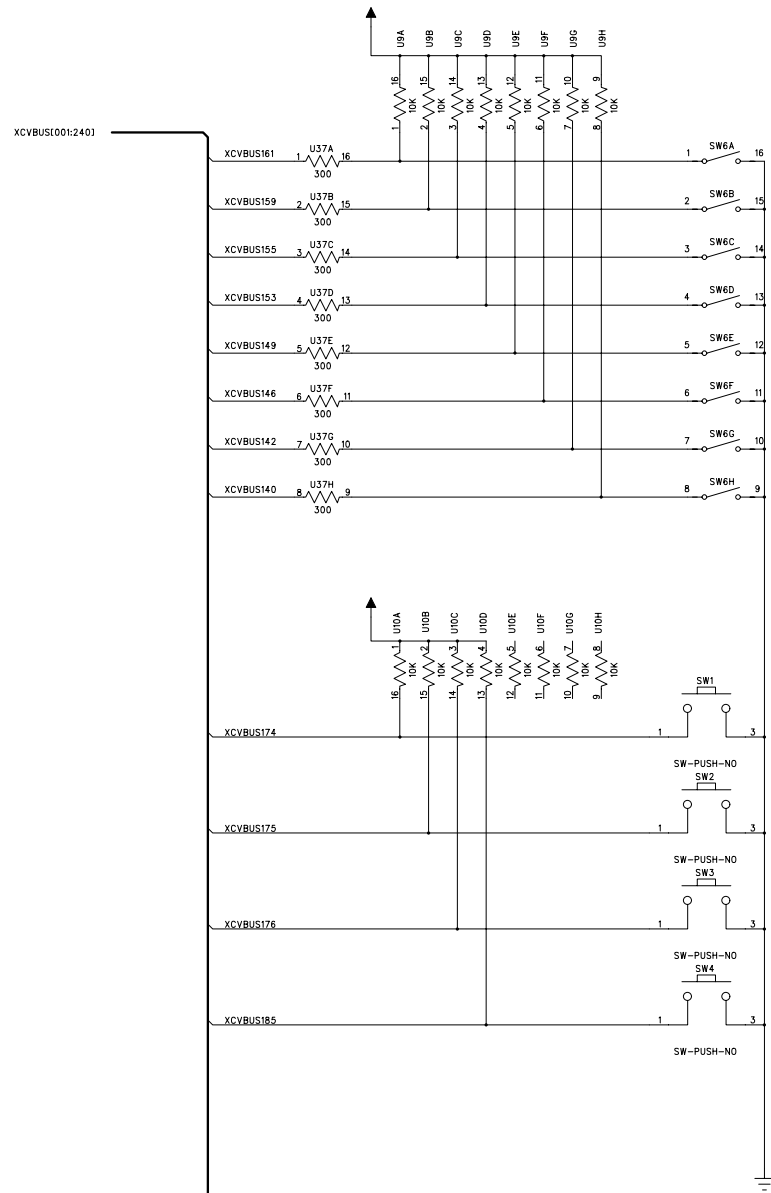 U9A U9B U9C U9D U9E U9F U9G U9H
16 15 14 13 12 11 10 9
10K 10K 10K 10K 10K 10K 10K 10K
1 2 3 4 5 6 7 8
XCVBUS[001:240]
XCVBUS161 1 U37A 16 300 1 SW6A 16
XCVBUS159 2 U37B 15 300 2 SW6B 15
XCVBUS155 3 U37C 14 300 3 SW6C 14
XCVBUS153 4 U37D 13 300 4 SW6D 13
XCVBUS149 5 U37E 12 300 5 SW6E 12
XCVBUS146 6 U37F 11 300 6 SW6F 11
XCVBUS142 7 U37G 10 300 7 SW6G 10
XCVBUS140 8 U37H 9 300 8 SW6H 9
U10A U10B U10C U10D U10E U10F U10G U10H
1 2 3 4 5 6 7 8
10K 10K 10K 10K 10K 10K 10K 10K
16 15 14 13 12 11 10 9
SW1
XCVBUS174 1 3
SW-PUSH-NO
SW2
XCVBUS175 1 3
SW-PUSH-NO
SW3
XCVBUS176 1 3
SW-PUSH-NO
SW4
XCVBUS185 1 3
SW-PUSH-NO